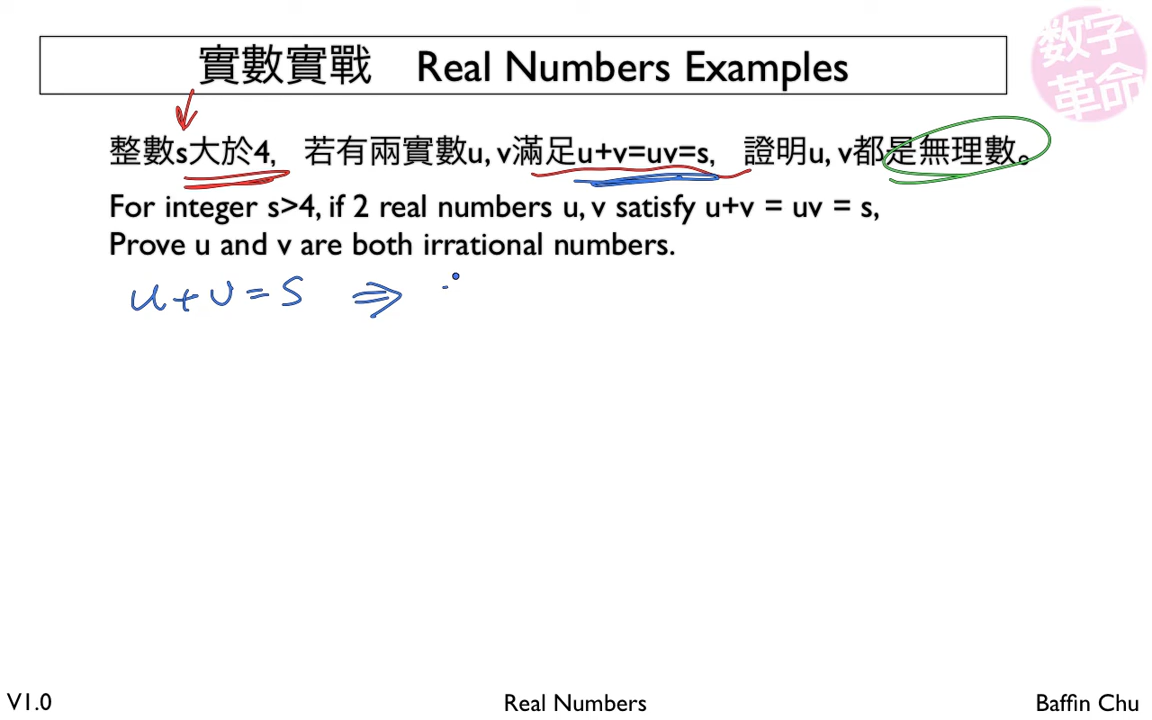 實數實戰 Real Numbers Examples
数字
革命
整數s大於4, 若有兩實數u, v滿足u+v=uv=s, 證明u, v都是無理數。
For integer s>4, if 2 real numbers u, v satisfy u+v = uv = s,
Prove u and v are both irrational numbers.
u+v=s ⇒
V1.0 Real Numbers Baffin Chu